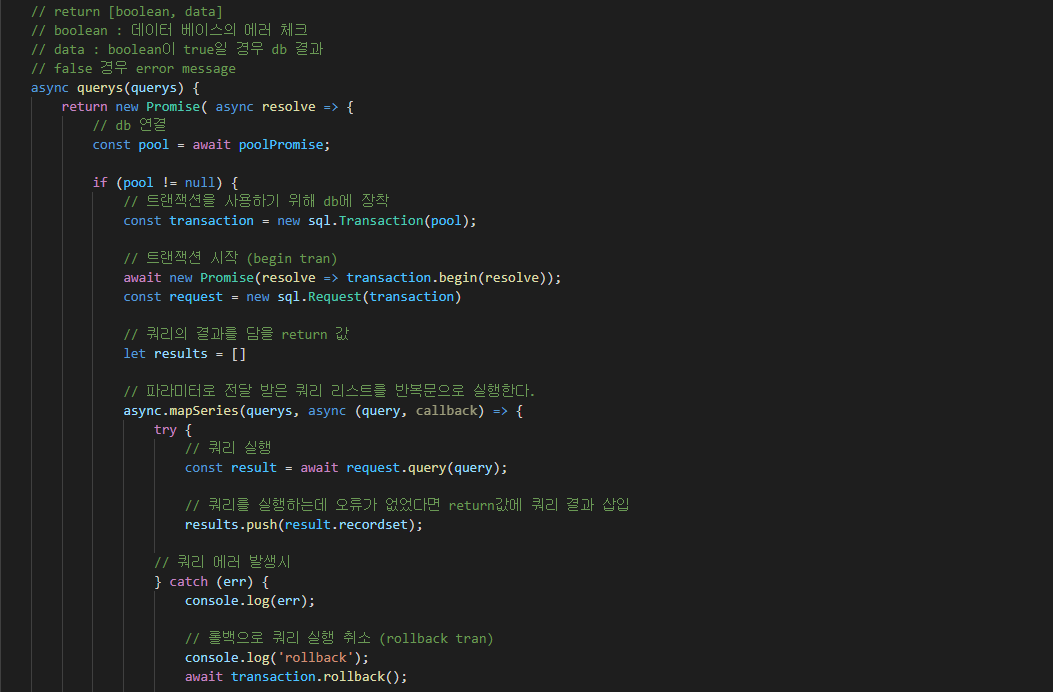 // return [boolean, data]
// boolean : 데이터 베이스의 에러 체크
// data : boolean이 true일 경우 db 결과
// false 경우 error message
async querys(querys) {
return new Promise( async resolve => {
// db 연결
const pool = await poolPromise;
if (pool != null) {
// 트랜잭션을 사용하기 위해 db에 장착
const transaction = new sql.Transaction(pool);
// 트랜잭션 시작 (begin tran)
await new Promise(resolve => transaction.begin(resolve));
const request = new sql.Request(transaction)
// 쿼리의 결과를 담을 return 값
let results = []
// 파라미터로 전달 받은 쿼리 리스트를 반복문으로 실행한다.
async.mapSeries(querys, async (query, callback) => {
try {
// 쿼리 실행
const result = await request.query(query);
// 쿼리를 실행하는데 오류가 없었다면 return값에 쿼리 결과 삽입
results.push(result.recordset);
// 쿼리 에러 발생시
} catch (err) {
console.log(err);
// 롤백으로 쿼리 실행 취소 (rollback tran)
console.log('rollback');
await transaction.rollback();